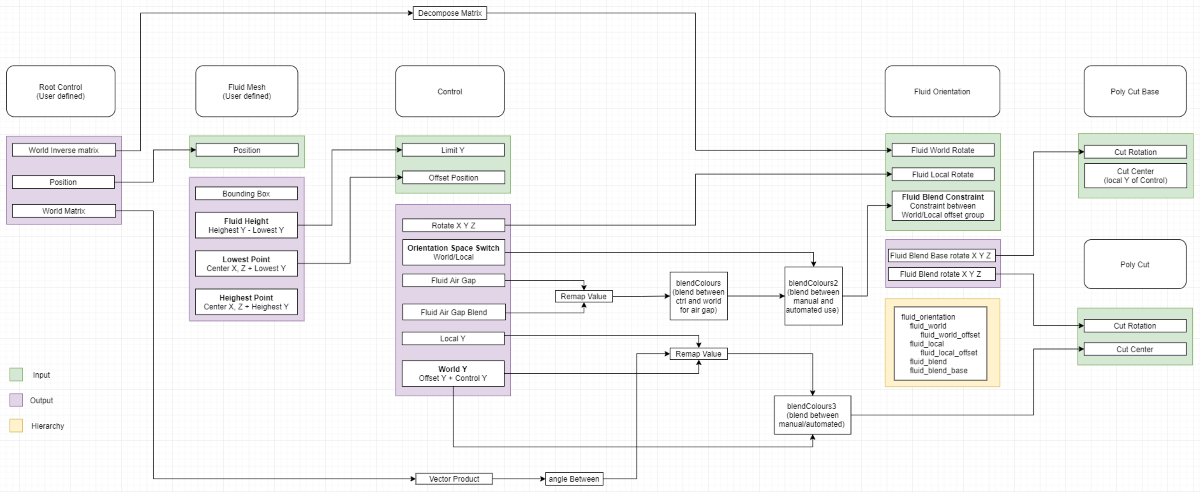 Decompose Matrix
Root Control
(User defined)
Fluid Mesh
(User defined)
Control
Fluid Orientation
Poly Cut Base
World Inverse matrix
Position
World Matrix
Position
Bounding Box
Fluid Height
Heighest Y - Lowest Y
Lowest Point
Center X, Z + Lowest Y
Heighest Point
Center X, Z + Heighest Y
Limit Y
Offset Position
Rotate X Y Z
Orientation Space Switch
World/Local
Fluid Air Gap
Fluid Air Gap Blend
Local Y
World Y
Offset Y + Control Y
Remap Value
blendColours
(blend between
ctrl and world
for air gap)
blendColours2
(blend between
manual and
automated use)
Remap Value
blendColours3
(blend between
manual/automated)
Vector Product
angle Between
Fluid World Rotate
Fluid Local Rotate
Fluid Blend Constraint
Constraint between
World/Local offset group
Fluid Blend Base rotate X Y Z
Fluid Blend rotate X Y Z
fluid_orientation
fluid_world
fluid_world_offset
fluid_local
fluid_local_offset
fluid_blend
fluid_blend_base
Cut Rotation
Cut Center
(local Y of Control)
Poly Cut
Cut Rotation
Cut Center
Input
Output
Hierarchy